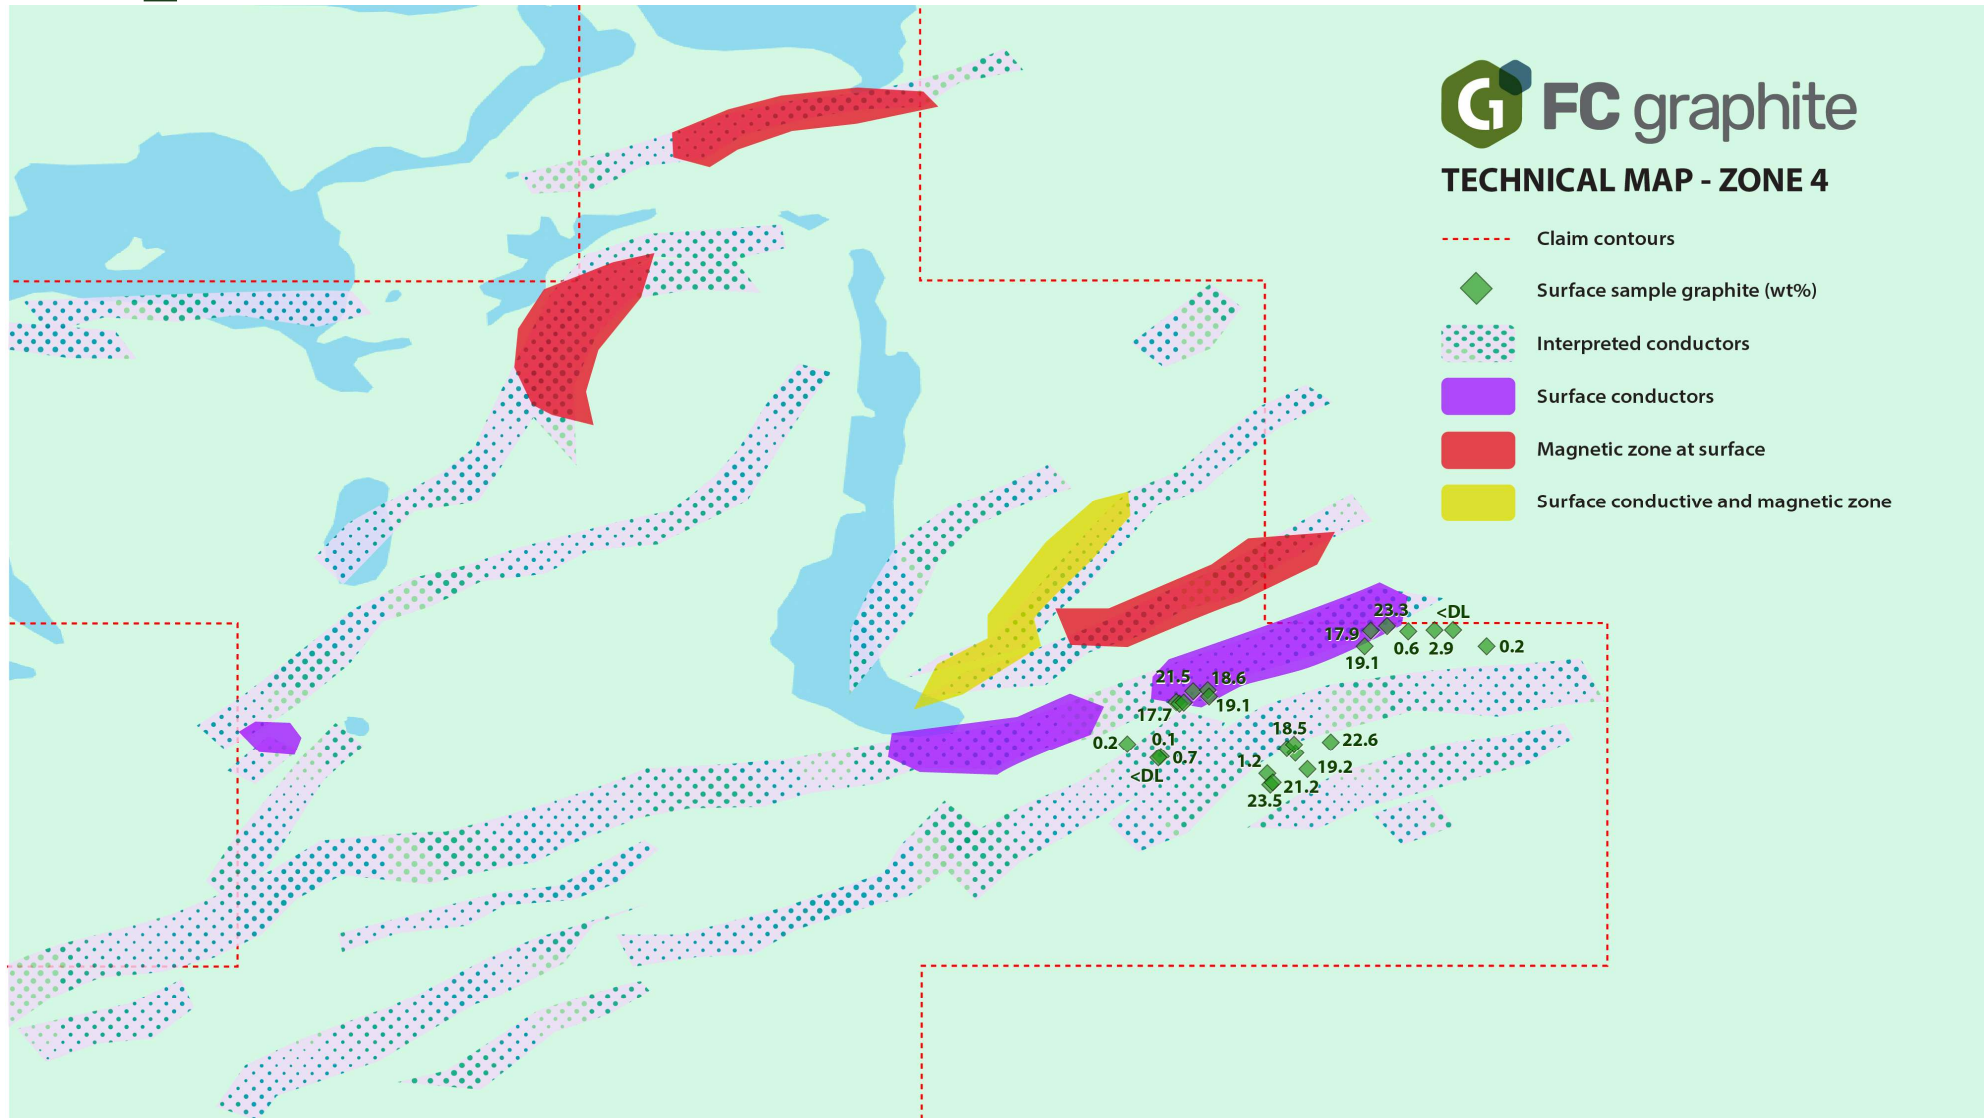 G FC graphite
TECHNICAL MAP - ZONE 4
Claim contours
Surface sample graphite (wt%)
Interpreted conductors
Surface conductors
Magnetic zone at surface
Surface conductive and magnetic zone
23.3
<DL
17.9
0.6
2.9
0.2
19.1
21.5
18.6
19.1
17.7
18.5
0.2
0.1
22.6
0.7
1.2
19.2
<DL
21.2
23.5